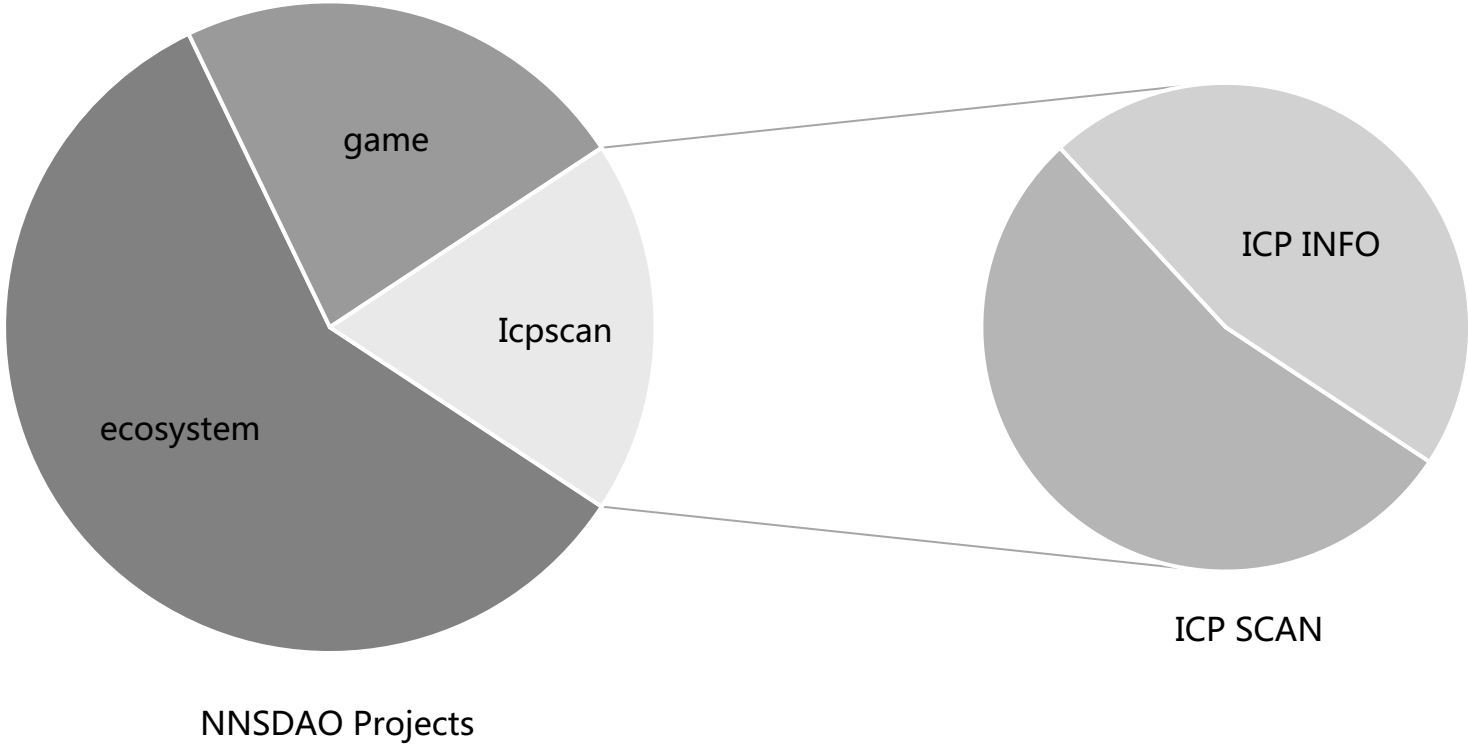 game
ICP INFO
Icpscan
ecosystem
ICP SCAN
NNSDAO Projects